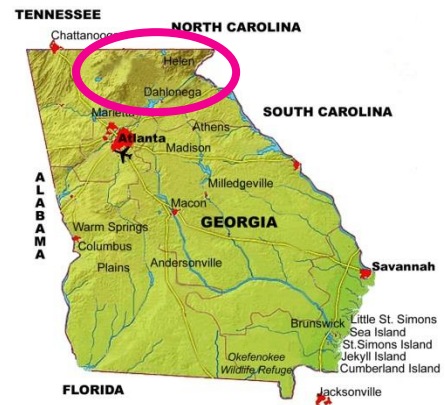 TENNESSEE
NORTH CAROLINA
Chattanooga
Helen
Dahlonega
SOUTH CAROLINA
Marietta
Athens
Atlanta
Madison
ALABAMA
Milledgeville
Macon
GEORGIA
Warm Springs
Columbus
Plains
Andersonville
Savannah
Little St. Simons
Brunswick
Sea Island
St.Simons Island
Jekyll Island
Cumberland Island
Okefenokee
Wildlife Refuge
FLORIDA
Jacksonville